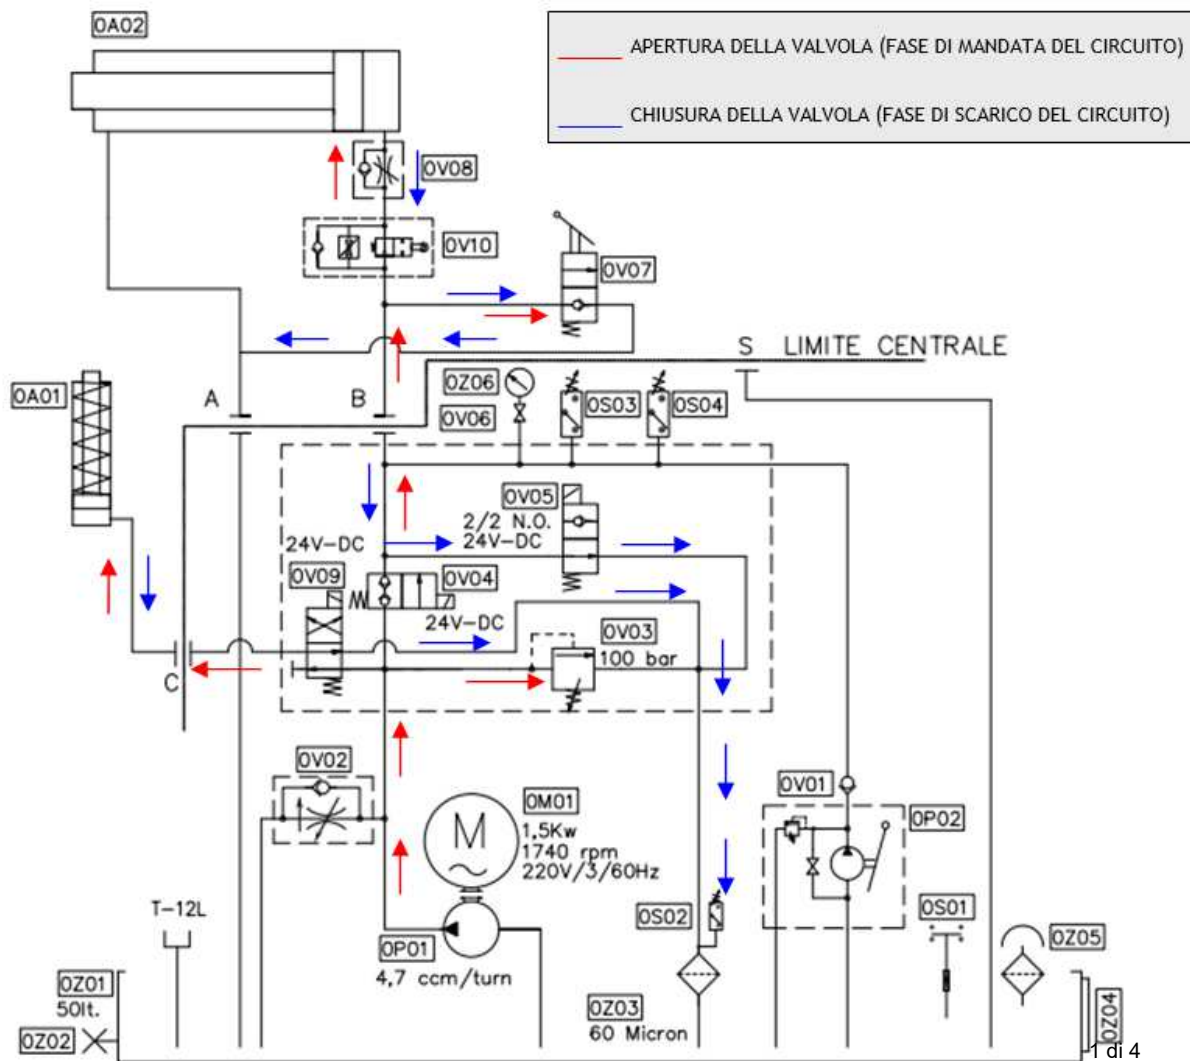 0A02
APERTURA DELLA VALVOLA (FASE DI MANDATA DEL CIRCUITO)
CHIUSURA DELLA VALVOLA (FASE DI SCARICO DEL CIRCUITO)
0V08
0V10
0V07
S LIMITE CENTRALE
0A01
A
B
0Z06
0V06
0S03
0S04
0V05
2/2 N.O.
24V-DC
24V-DC
0V09
0V04
24V-DC
0V03
100 bar
C
0V02
0M01
M
1,5Kw
1740 rpm
220V/3/60Hz
0V01
0P02
T-12L
0P01
4,7 ccm/turn
0S02
0S01
0Z05
0Z01
50lt.
0Z02
0Z03
60 Micron
0Z04
1 di 4